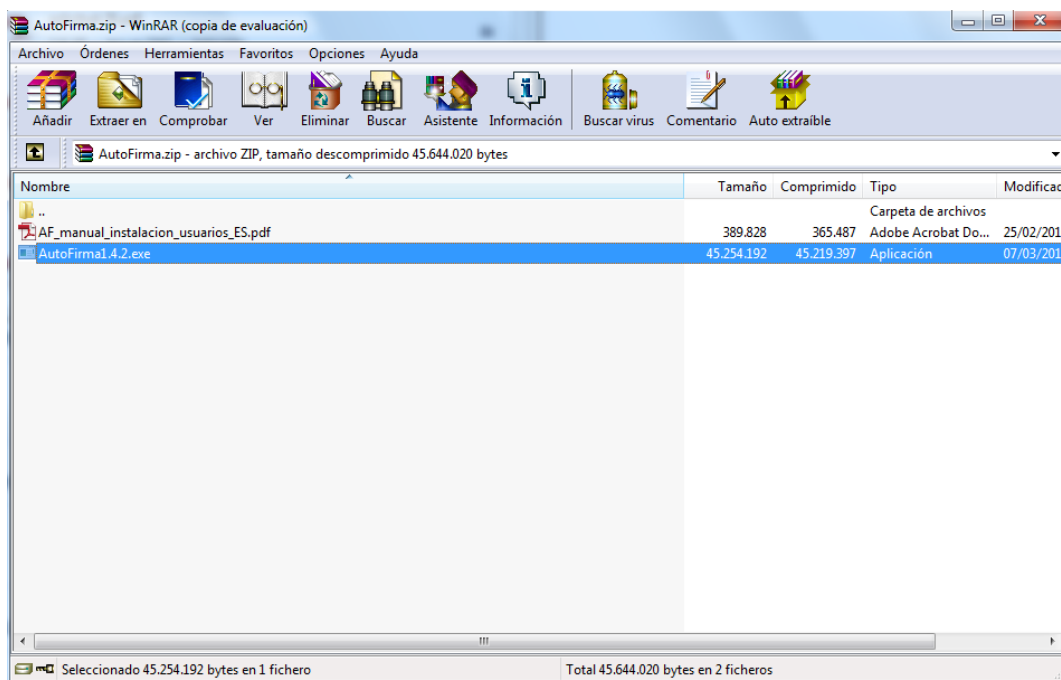 AutoFirma.zip - WinRAR (copia de evaluación)
Archivo Órdenes Herramientas Favoritos Opciones Ayuda
Añadir Extraer en Comprobar Ver Eliminar Buscar Asistente Información Buscar virus Comentario Auto extraíble
AutoFirma.zip - archivo ZIP, tamaño descomprimido 45.644.020 bytes
Nombre Tamaño Comprimido Tipo Modificac
.. Carpeta de archivos
AF_manual_instalacion_usuarios_ES.pdf 389.828 365.487 Adobe Acrobat Do... 25/02/201
AutoFirma1.4.2.exe 45.254.192 45.219.397 Aplicación 07/03/201
Seleccionado 45.254.192 bytes en 1 fichero Total 45.644.020 bytes en 2 ficheros